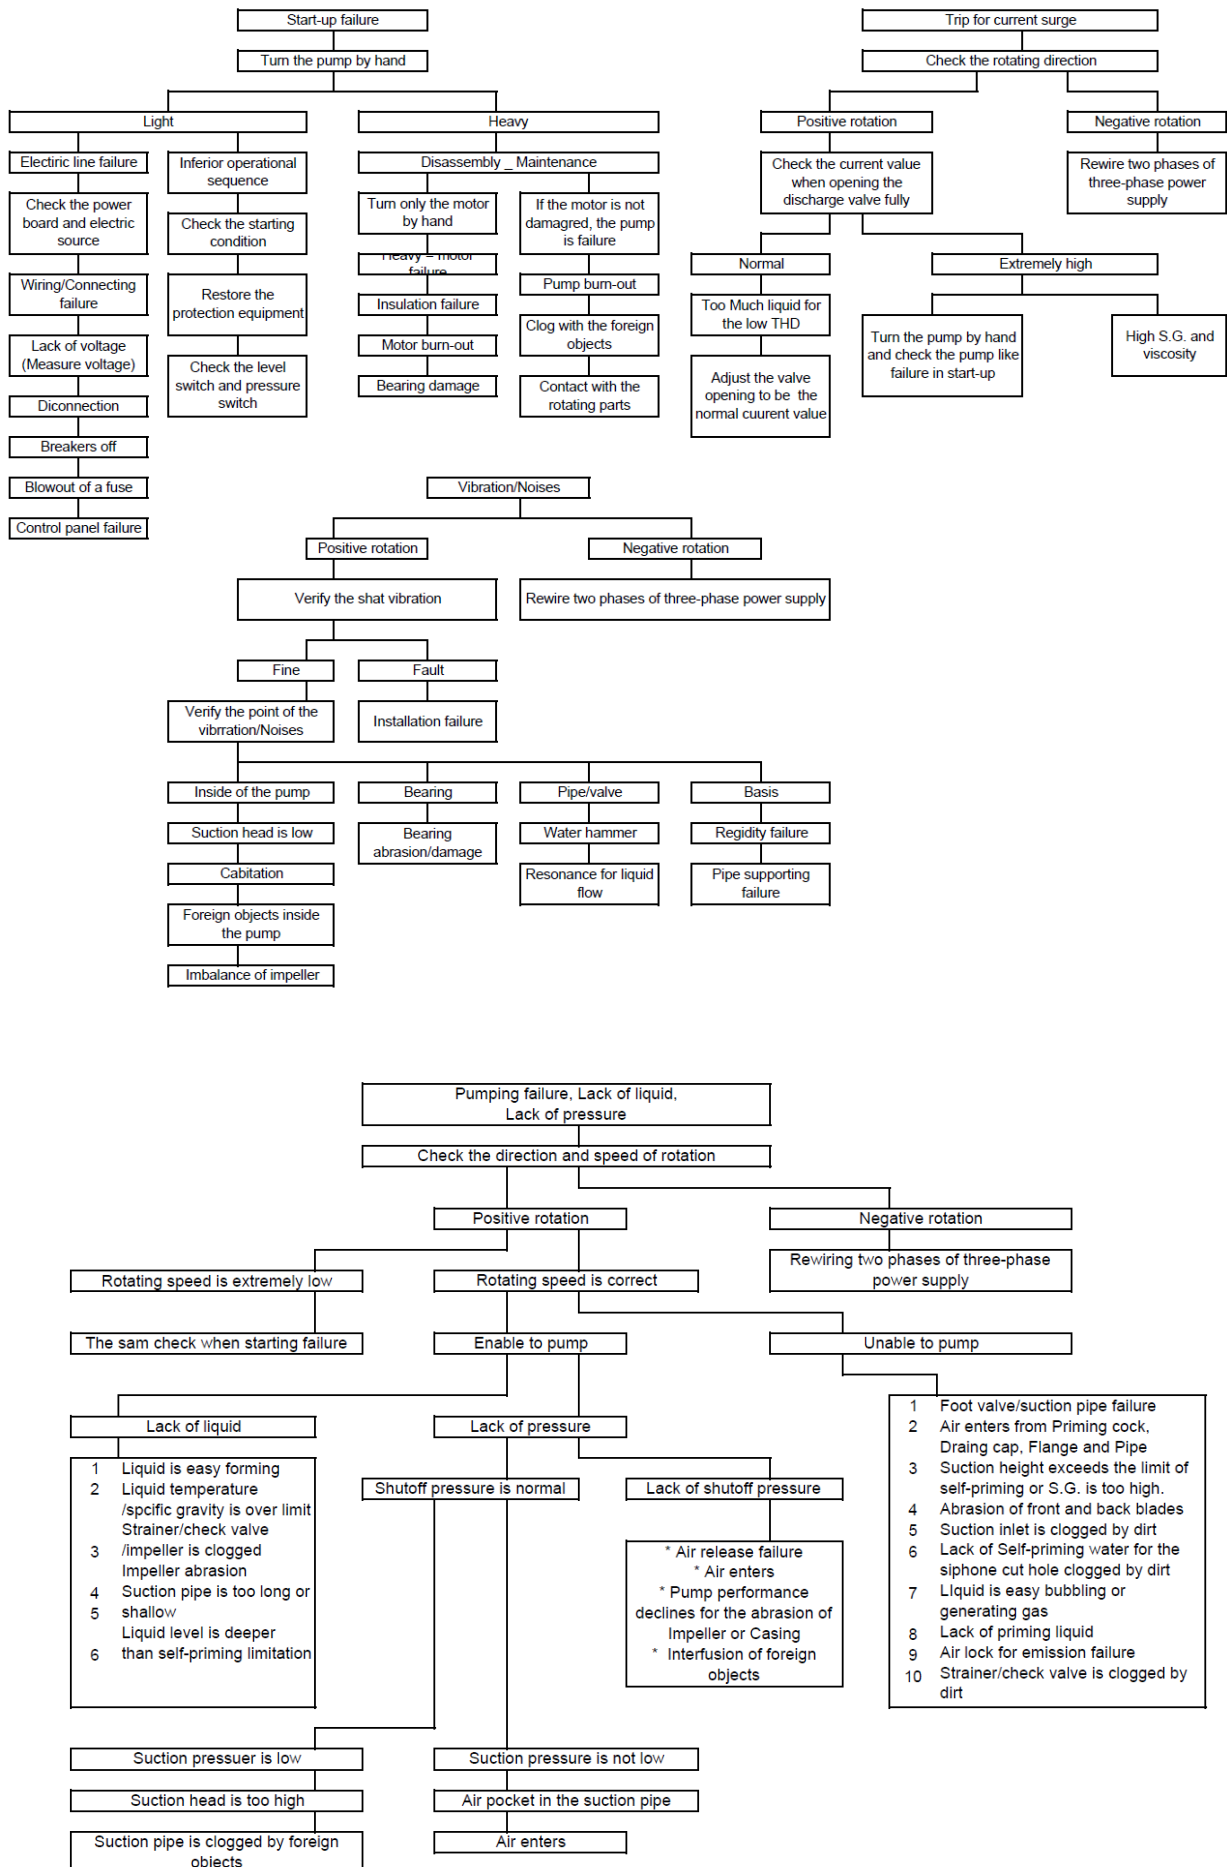 Start-up failure
Turn the pump by hand
Light
Heavy
Electric line failure
Inferior operational
sequence
Disassembly _ Maintenance
Check the power
board and electric
source
Check the starting
condition
Turn only the motor
by hand
If the motor is not
damagred, the pump
is failure
Heavy = motor
failure
Wiring/Connecting
failure
Restore the
protection equipment
Insulation failure
Pump burn-out
Lack of voltage
(Measure voltage)
Check the level
switch and pressure
switch
Motor burn-out
Clog with the foreign
objects
Bearing damage
Contact with the
rotating parts
Diconnection
Breakers off
Blowout of a fuse
Control panel failure
Trip for current surge
Check the rotating direction
Positive rotation
Negative rotation
Check the current value
when opening the
discharge valve fully
Rewire two phases of
three-phase power
supply
Normal
Extremely high
Too Much liquid for
the low THD
Turn the pump by hand
and check the pump like
failure in start-up
High S.G. and
viscosity
Adjust the valve
opening to be the
normal cuurent value
Vibration/Noises
Positive rotation
Negative rotation
Verify the shat vibration
Rewire two phases of three-phase power supply
Fine
Fault
Verify the point of the
vibrration/Noises
Installation failure
Inside of the pump
Bearing
Pipe/valve
Basis
Suction head is low
Bearing
abrasion/damage
Water hammer
Regidity failure
Cabitation
Resonance for liquid
flow
Pipe supporting
failure
Foreign objects inside
the pump
Imbalance of impeller
Pumping failure, Lack of liquid,
Lack of pressure
Check the direction and speed of rotation
Positive rotation
Negative rotation
Rewiring two phases of three-phase
power supply
Rotating speed is extremely low
Rotating speed is correct
The sam check when starting failure
Enable to pump
Unable to pump
Lack of liquid
Lack of pressure
1 Liquid is easy forming
2 Liquid temperature
/spcific gravity is over limit
Strainer/check valve
3 /impeller is clogged
Impeller abrasion
4 Suction pipe is too long or
5 shallow
Liquid level is deeper
6 than self-priming limitation
Shutoff pressure is normal
Lack of shutoff pressure
* Air release failure
* Air enters
* Pump performance
declines for the abrasion of
Impeller or Casing
* Interfusion of foreign
objects
1 Foot valve/suction pipe failure
2 Air enters from Priming cock,
Draing cap, Flange and Pipe
3 Suction height exceeds the limit of
self-priming or S.G. is too high.
4 Abrasion of front and back blades
5 Suction inlet is clogged by dirt
6 Lack of Self-priming water for the
siphone cut hole clogged by dirt
7 LIquid is easy bubbling or
generating gas
8 Lack of priming liquid
9 Air lock for emission failure
10 Strainer/check valve is clogged by
dirt
Suction pressuer is low
Suction pressure is not low
Suction head is too high
Air pocket in the suction pipe
Suction pipe is clogged by foreign
objects
Air enters